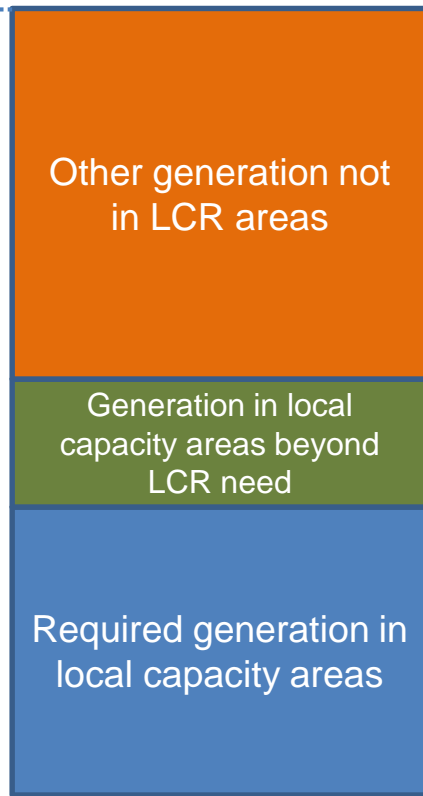 Other generation not
in LCR areas
Generation in local
capacity areas beyond
LCR need
Required generation in
local capacity areas